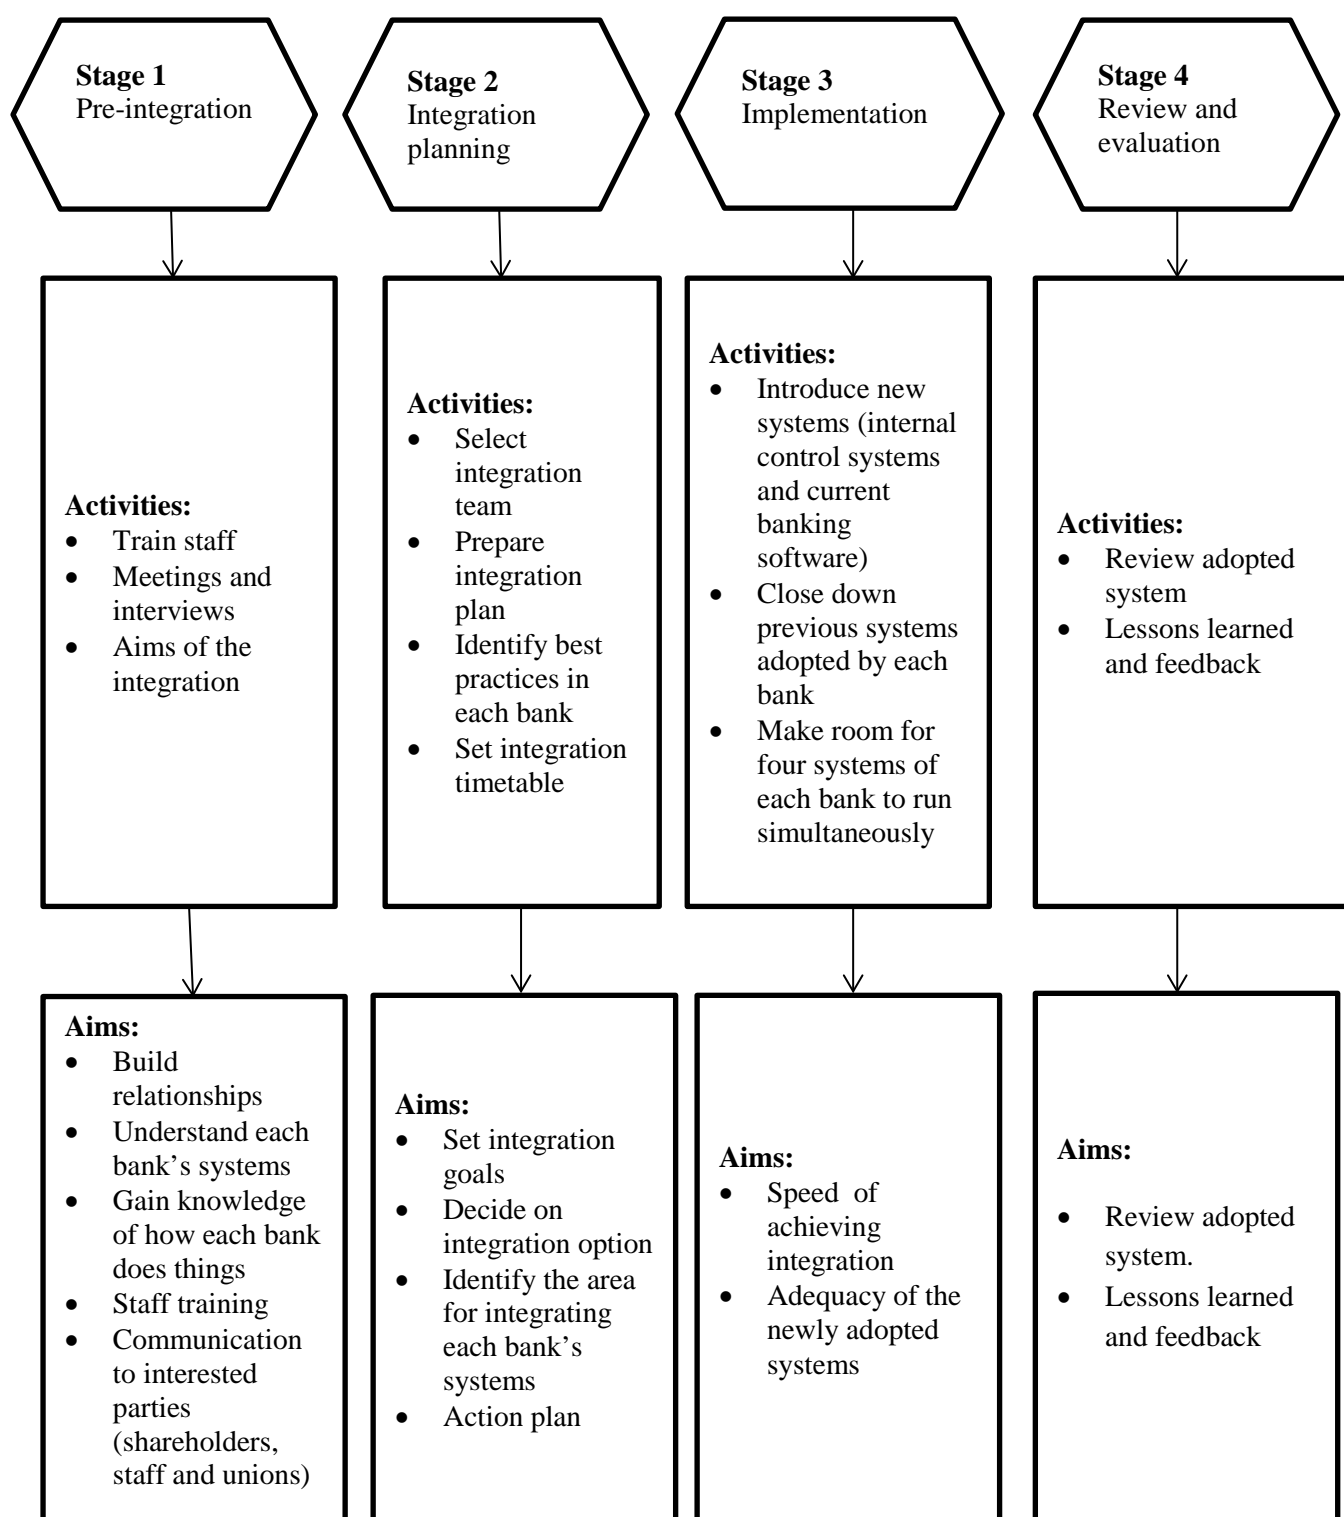 Stage 1
Pre-integration
Stage 2
Integration
planning
Stage 3
Implementation
Stage 4
Review and
evaluation
Activities:
• Train staff
• Meetings and
interviews
• Aims of the
integration
Activities:
• Select
integration
team
• Prepare
integration
plan
• Identify best
practices in
each bank
• Set integration
timetable
Activities:
• Introduce new
systems (internal
control systems
and current
banking
software)
• Close down
previous systems
adopted by each
bank
• Make room for
four systems of
each bank to run
simultaneously
Activities:
• Review adopted
system
• Lessons learned
and feedback
Aims:
• Build
relationships
• Understand each
bank’s systems
• Gain knowledge
of how each bank
does things
• Staff training
• Communication
to interested
parties
(shareholders,
staff and unions)
Aims:
• Set integration
goals
• Decide on
integration option
• Identify the area
for integrating
each bank’s
systems
• Action plan
Aims:
• Speed of
achieving
integration
• Adequacy of the
newly adopted
systems
Aims:
• Review adopted
system.
• Lessons learned
and feedback